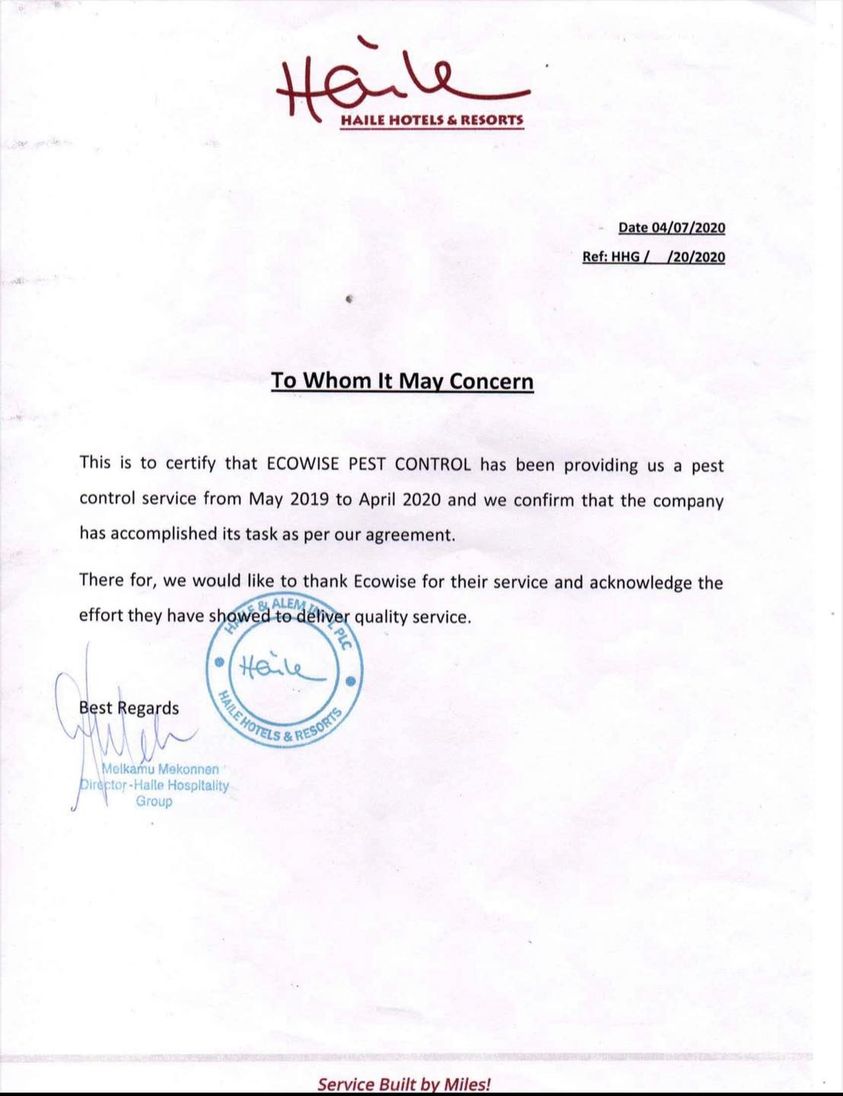 Haile
HAILE HOTELS & RESORTS
Date 04/07/2020
Ref: HHG / /20/2020
To Whom It May Concern
This is to certify that ECOWISE PEST CONTROL has been providing us a pest
control service from May 2019 to April 2020 and we confirm that the company
has accomplished its task as per our agreement.
There for, we would like to thank Ecowise for their service and acknowledge the
effort they have showed to deliver quality service.
HAILE & ALEM INT'L PLC
Haile
HAILE HOTELS & RESORTS
Best Regards
Melkamu Mekonnen
Director-Haile Hospitality
Group
Service Built by Miles!